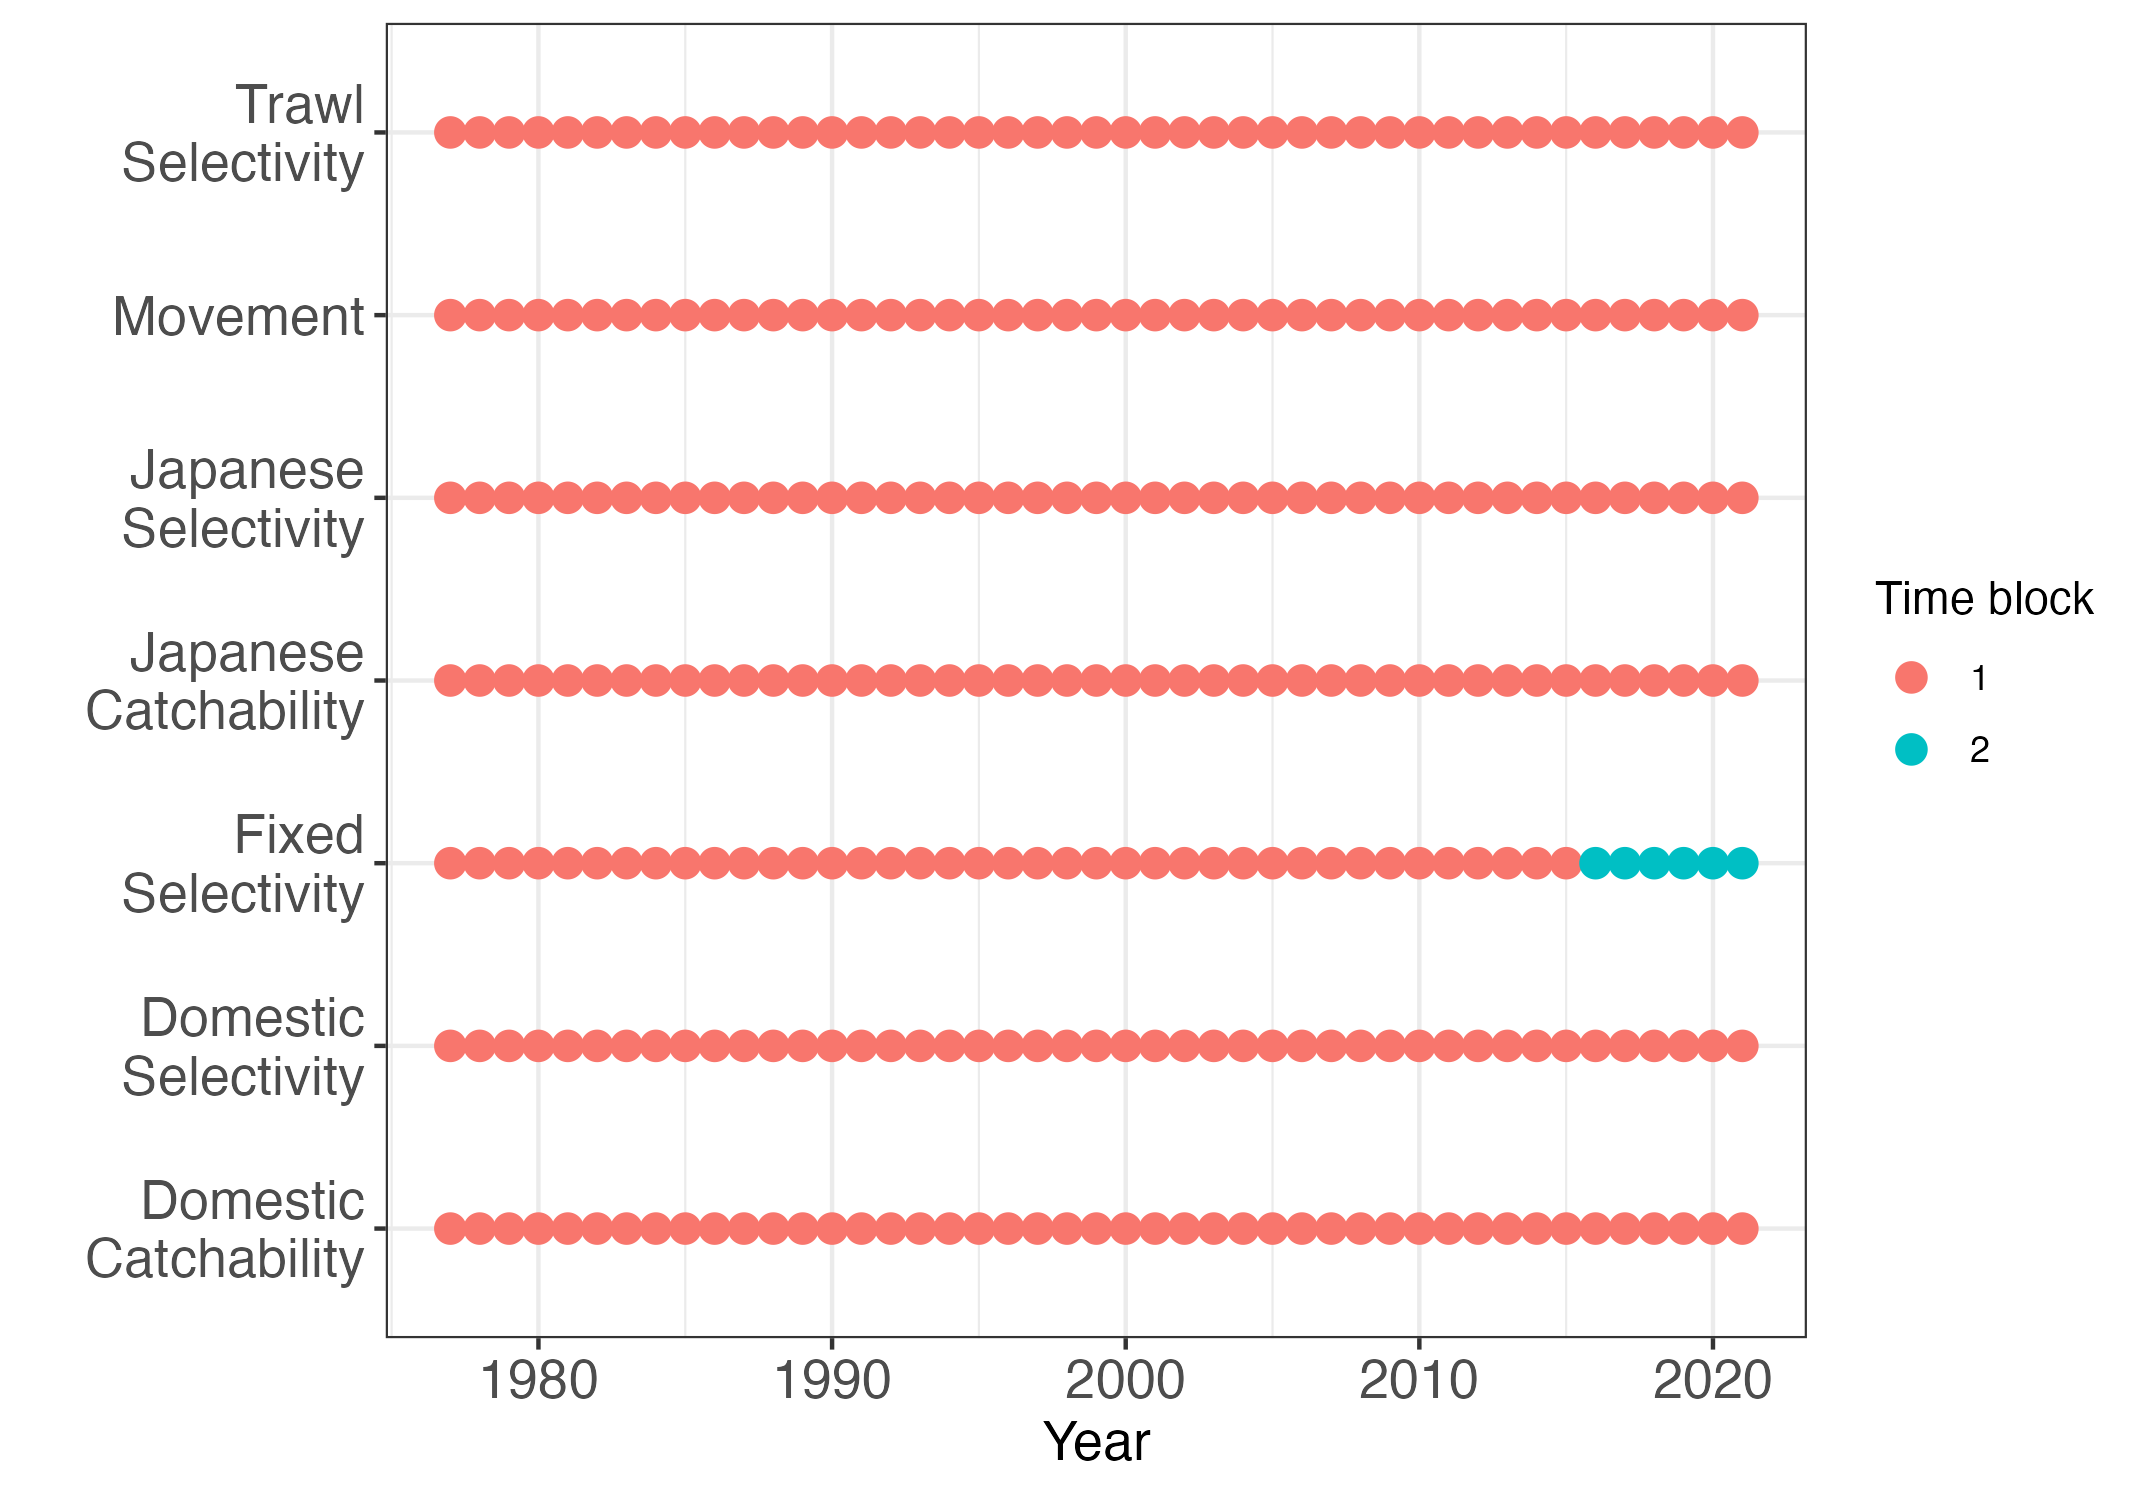 Trawl
Selectivity
Movement
Japanese
Selectivity
Japanese
Catchability
Fixed
Selectivity
Domestic
Selectivity
Domestic
Catchability
1980 1990 2000 2010 2020
Year
Time block
1
2